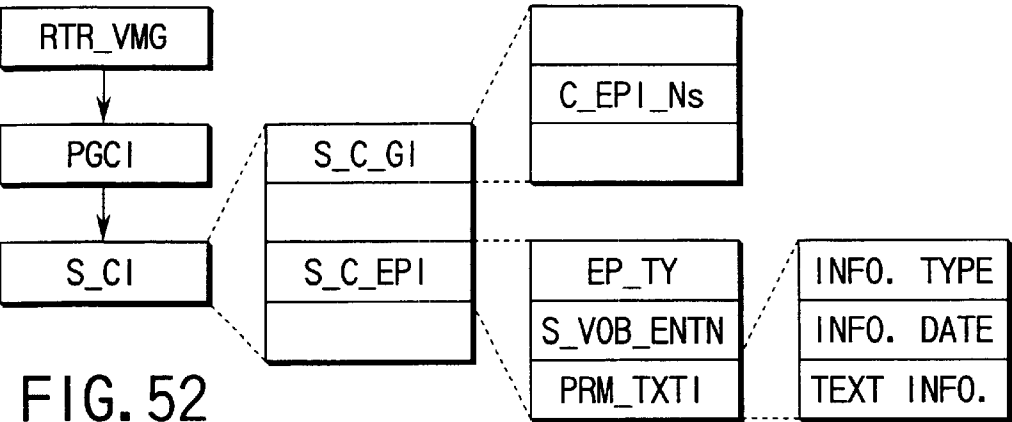 RTR_VMG
PGCI
S_CI
S_C_GI
S_C_EPI
C_EPI_Ns
EP_TY
S_VOB_ENTN
PRM_TXTI
INFO. TYPE
INFO. DATE
TEXT INFO.
FIG. 52